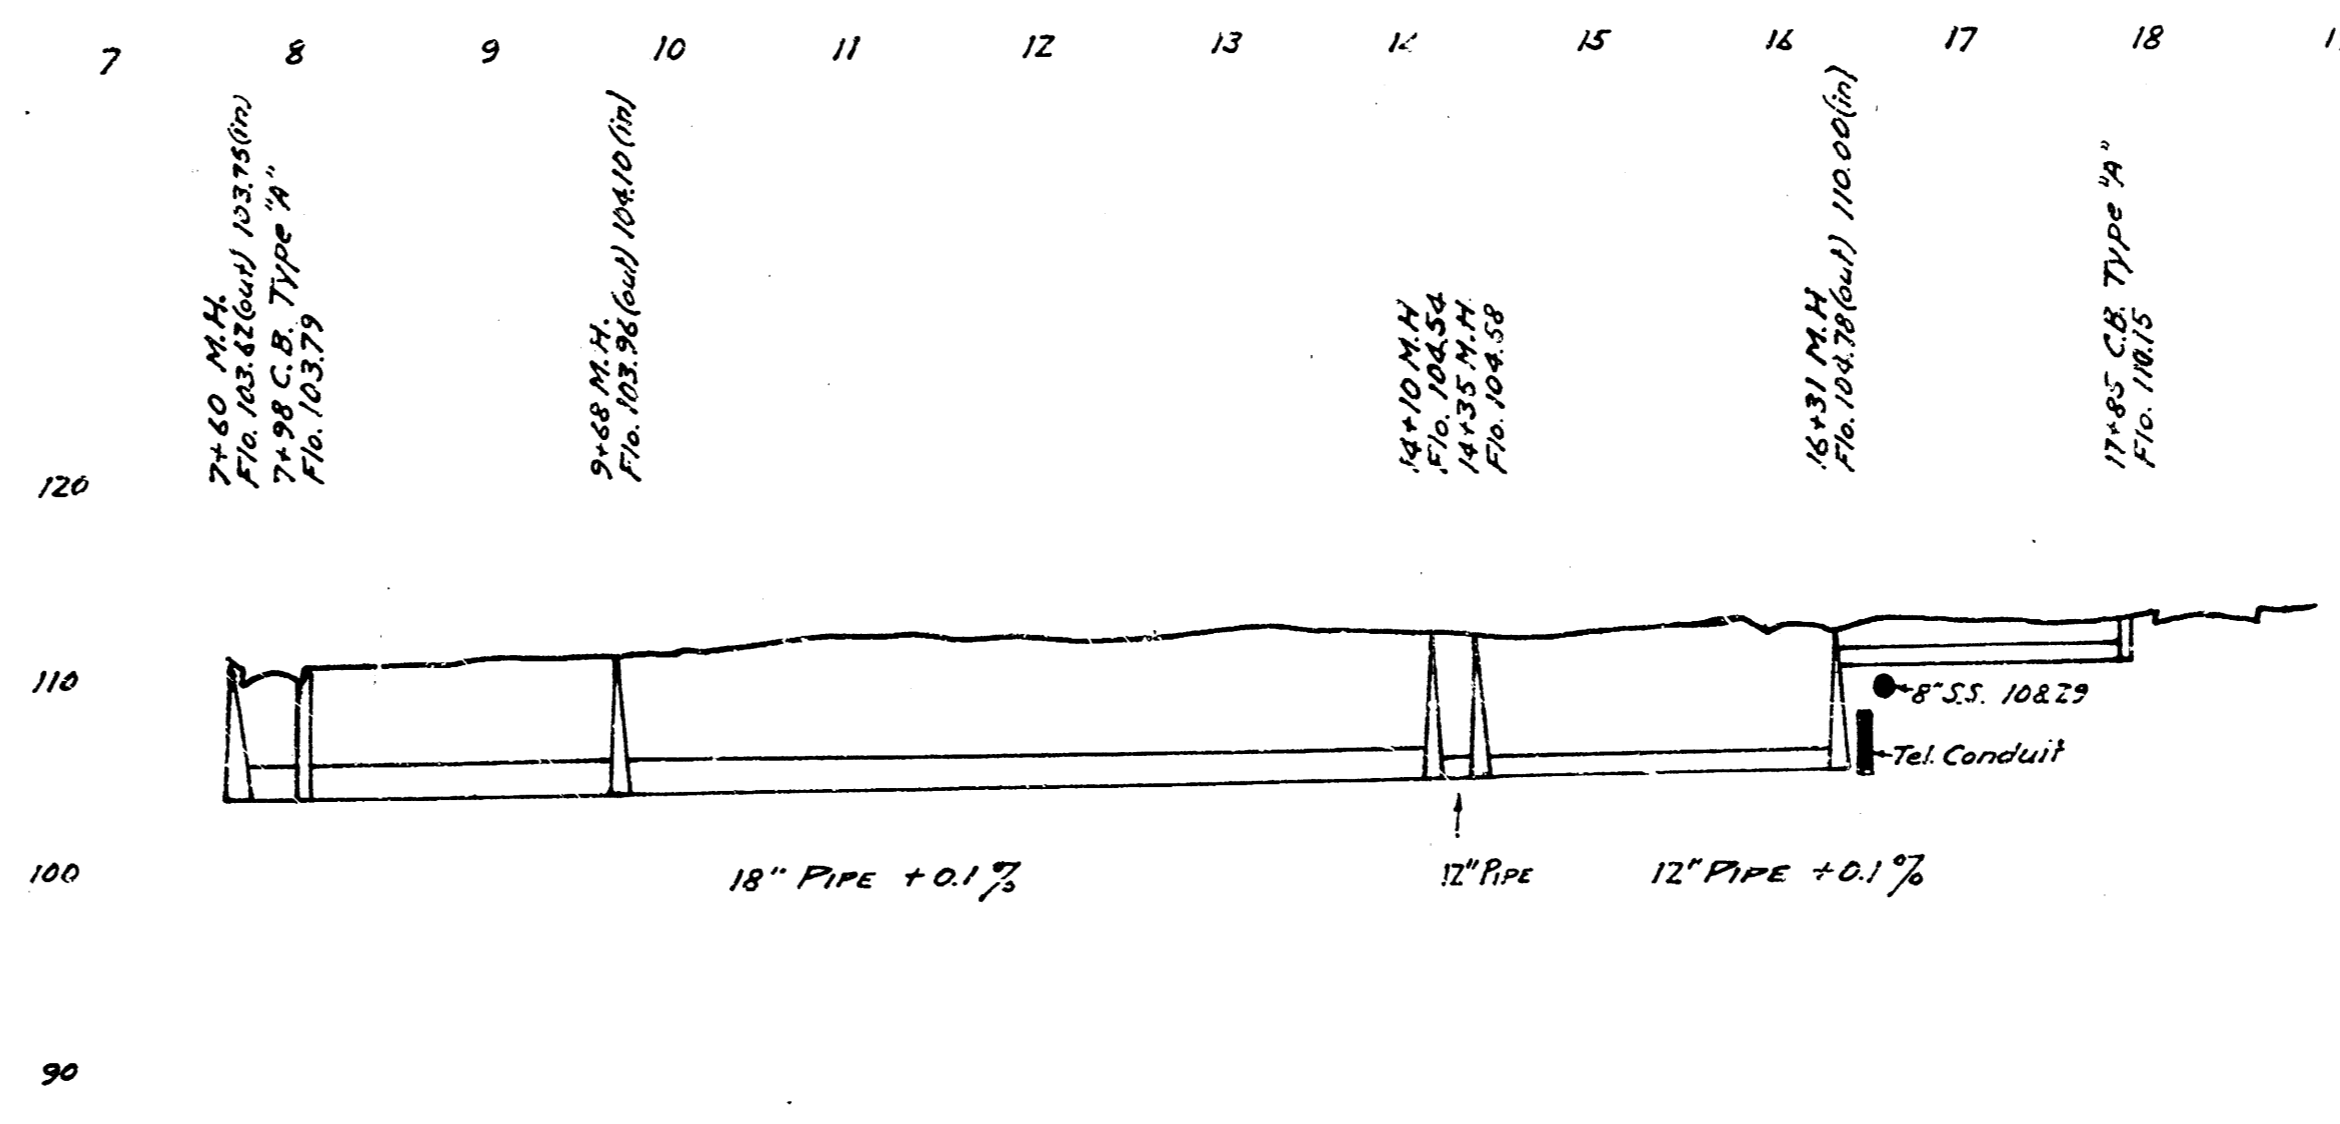 7 8 9 10 11 12 13 14 15 16 17 18
7+60 M.H.
Flo. 103.62(out) 103.75(in)
7+98 C.B. Type "A"
Flo. 103.79
9+68 M.H.
Flo. 103.96(out) 104.10(in)
14+10 M.H
Flo. 104.54
14+35 M.H
Flo. 104.58
16+31 M.H
Flo. 104.78(out) 110.00(in)
17+85 C.B. Type "A"
Flo. 110.15
120
110
8" S.S. 108.29
Tel. Conduit
100
18" PIPE +0.1%
12" PIPE
12" PIPE +0.1%
90